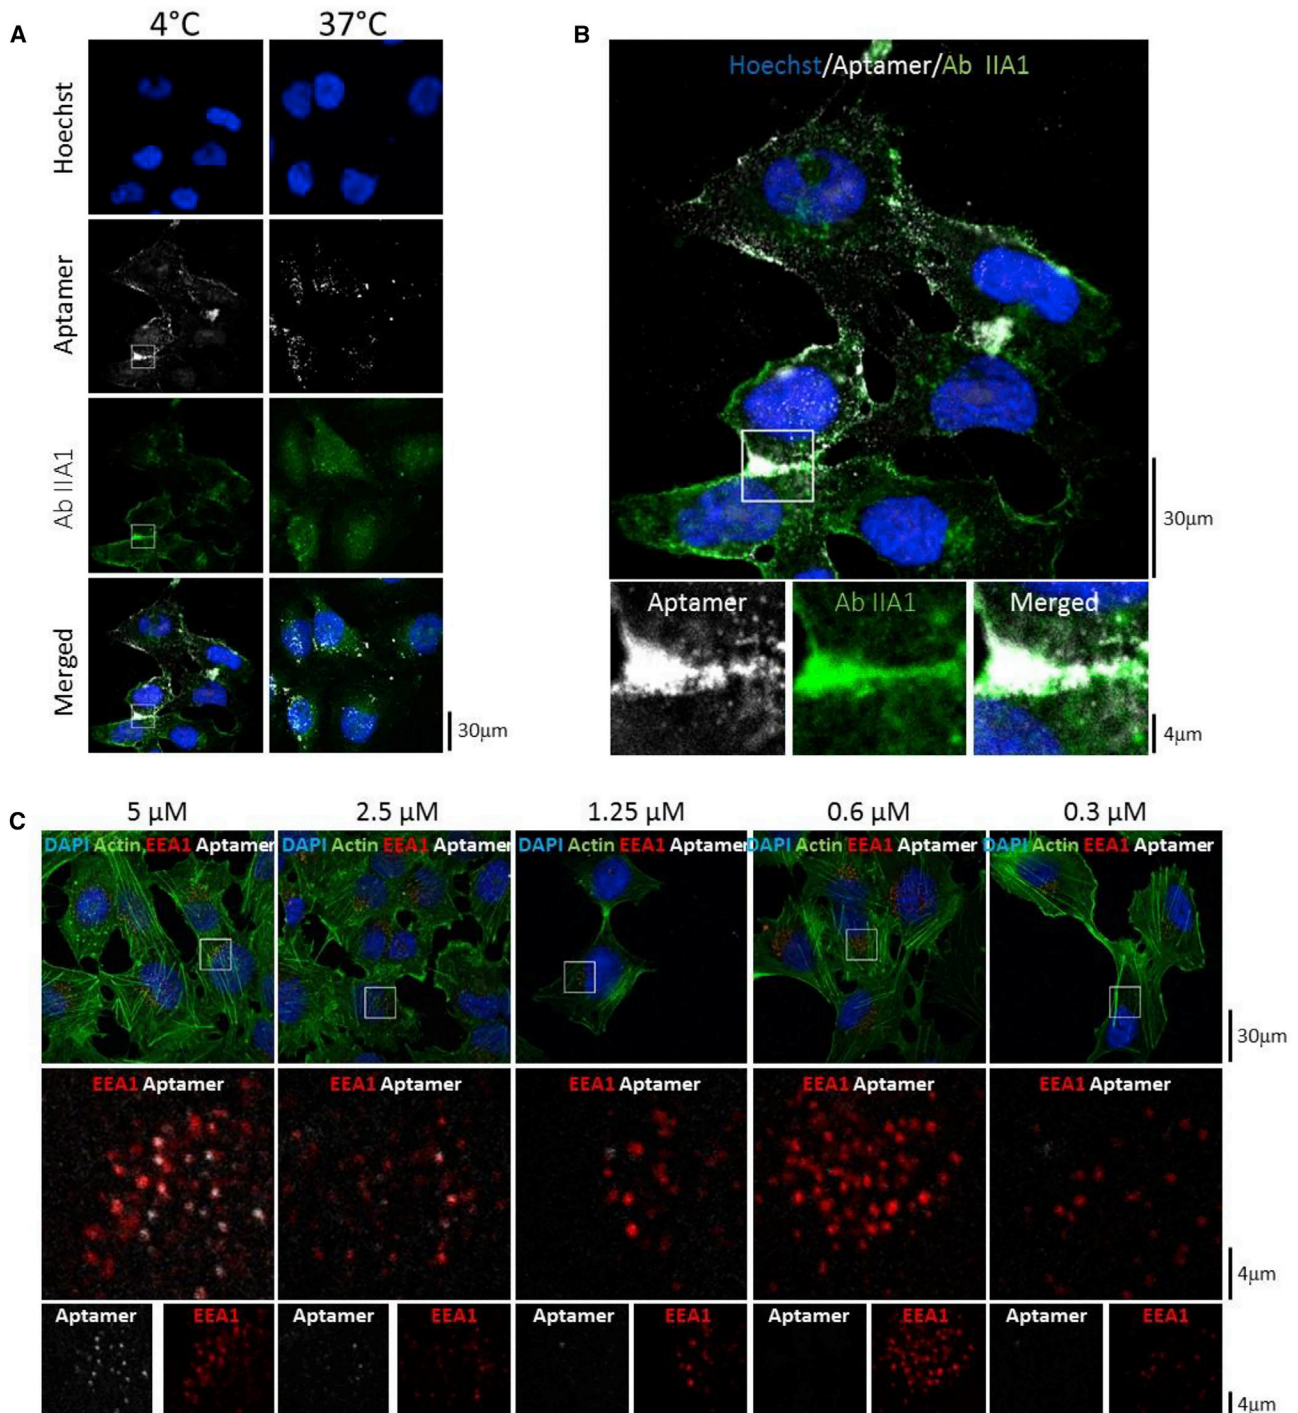 A
4°C
37°C
Hoechst
Aptamer
Ab IIA1
Merged
30μm
B
Hoechst/Aptamer/Ab IIA1
30μm
Aptamer
Ab IIA1
Merged
4μm
C
5 μM
2.5 μM
1.25 μM
0.6 μM
0.3 μM
DAPI Actin EEA1 Aptamer
DAPI Actin EEA1 Aptamer
DAPI Actin EEA1 Aptamer
DAPI Actin EEA1 Aptamer
DAPI Actin EEA1 Aptamer
30μm
EEA1 Aptamer
EEA1 Aptamer
EEA1 Aptamer
EEA1 Aptamer
EEA1 Aptamer
4μm
Aptamer
EEA1
Aptamer
EEA1
Aptamer
EEA1
Aptamer
EEA1
Aptamer
EEA1
4μm